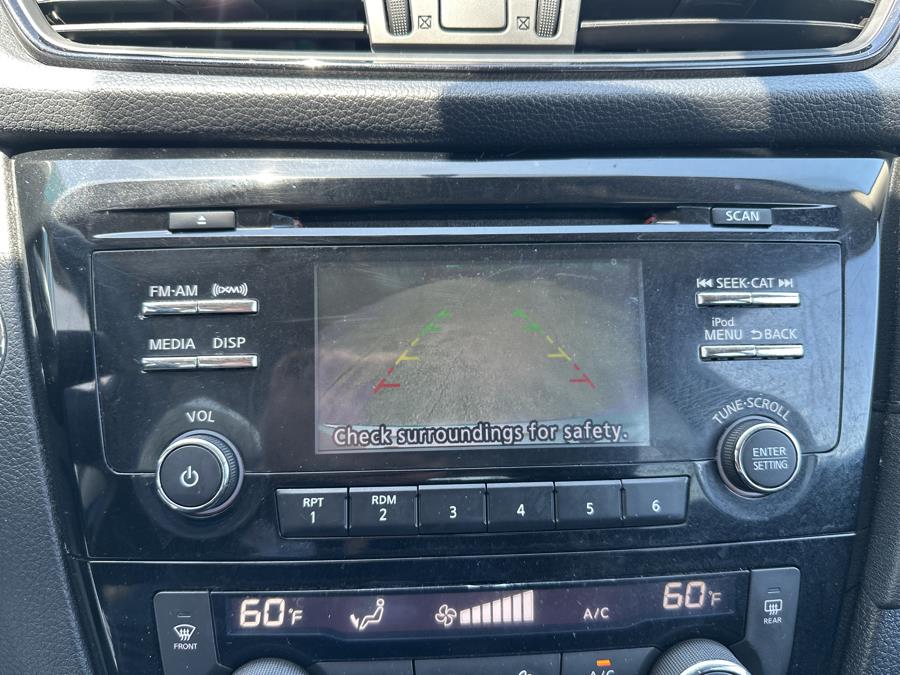 SCAN
FM·AM ((XM))
SEEK·CAT
MEDIA DISP
iPod
MENU BACK
Check surroundings for safety.
VOL
TUNE·SCROLL
ENTER
SETTING
RPT
1
RDM
2
3
4
5
6
60°F
A/C
60°F
FRONT
REAR
A/C